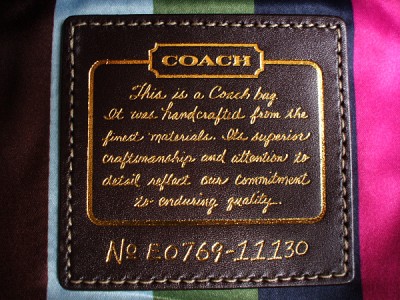 COACH
This is a Coach bag.
It was handcrafted from the
finest materials. Its superior
craftsmanship and attention to
detail reflect our commitment
to enduring quality.
No E0769-11130